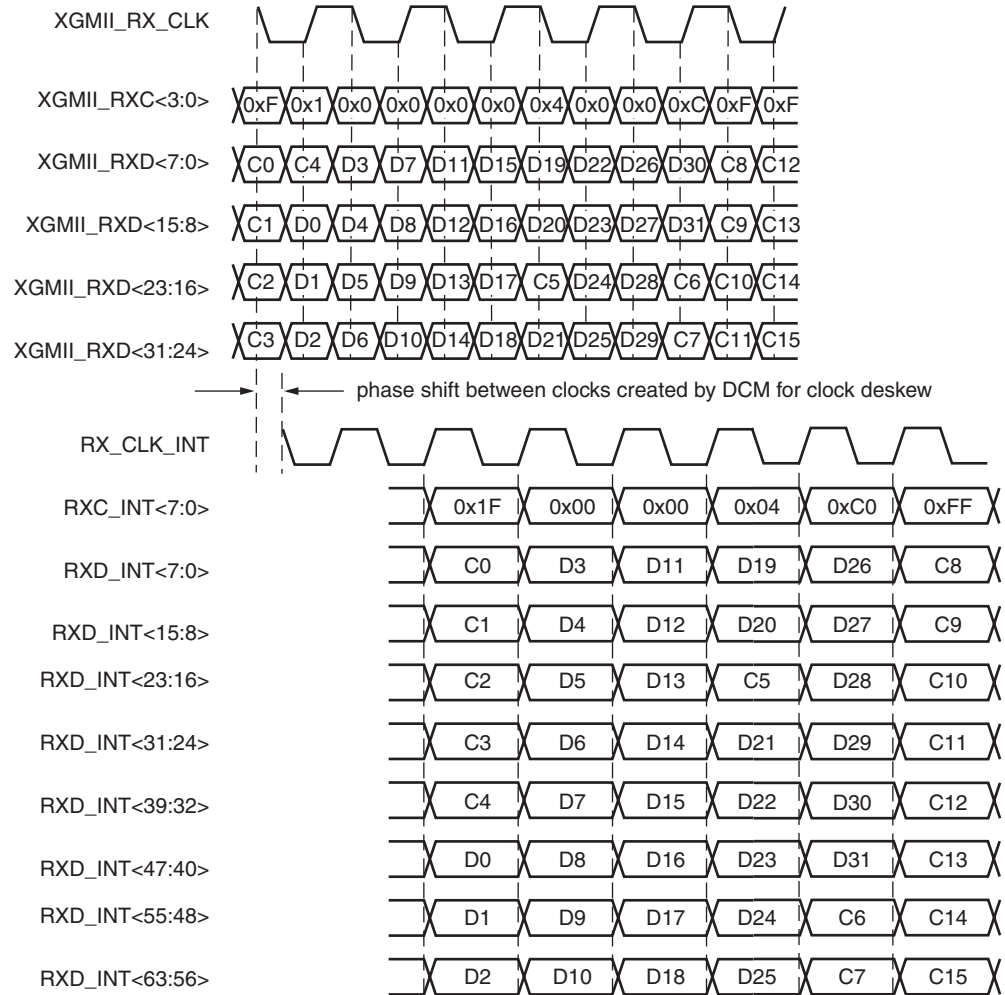 XGMII_RX_CLK
XGMII_RXC<3:0> 0xF 0x1 0x0 0x0 0x0 0x0 0x4 0x0 0x0 0xC 0xF 0xF
XGMII_RXD<7:0> C0 C4 D3 D7 D11 D15 D19 D22 D26 D30 C8 C12
XGMII_RXD<15:8> C1 D0 D4 D8 D12 D16 D20 D23 D27 D31 C9 C13
XGMII_RXD<23:16> C2 D1 D5 D9 D13 D17 C5 D24 D28 C6 C10 C14
XGMII_RXD<31:24> C3 D2 D6 D10 D14 D18 D21 D25 D29 C7 C11 C15
phase shift between clocks created by DCM for clock deskew
RX_CLK_INT
RXC_INT<7:0> 0x1F 0x00 0x00 0x04 0xC0 0xFF
RXD_INT<7:0> C0 D3 D11 D19 D26 C8
RXD_INT<15:8> C1 D4 D12 D20 D27 C9
RXD_INT<23:16> C2 D5 D13 C5 D28 C10
RXD_INT<31:24> C3 D6 D14 D21 D29 C11
RXD_INT<39:32> C4 D7 D15 D22 D30 C12
RXD_INT<47:40> D0 D8 D16 D23 D31 C13
RXD_INT<55:48> D1 D9 D17 D24 C6 C14
RXD_INT<63:56> D2 D10 D18 D25 C7 C15